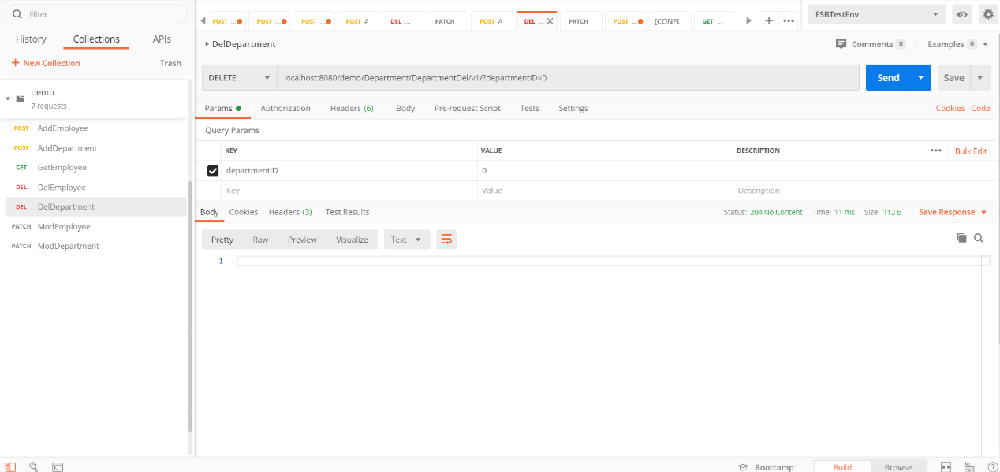 Filter
History Collections APIs
+ New Collection Trash
demo
7 requests
POST AddEmployee
POST AddDepartment
GET GetEmployee
DEL DelEmployee
DEL DelDepartment
PATCH ModEmployee
PATCH ModDepartment
POST ... POST ... POST ... POST A DEL ... PATCH POST A DEL ... PATCH POST ... [CONFL GET ... + •••
ESBTestEnv
DelDepartment
Comments 0 Examples 0
DELETE localhost:8080/demo/Department/DepartmentDel/v1/?departmentID=0 Send Save
Params Authorization Headers (6) Body Pre-request Script Tests Settings Cookies Code
Query Params
KEY VALUE DESCRIPTION ••• Bulk Edit
departmentID 0
Key Value Description
Body Cookies Headers (3) Test Results Status: 204 No Content Time: 11 ms Size: 112 B Save Response
Pretty Raw Preview Visualize Text
1
Bootcamp Build Browse